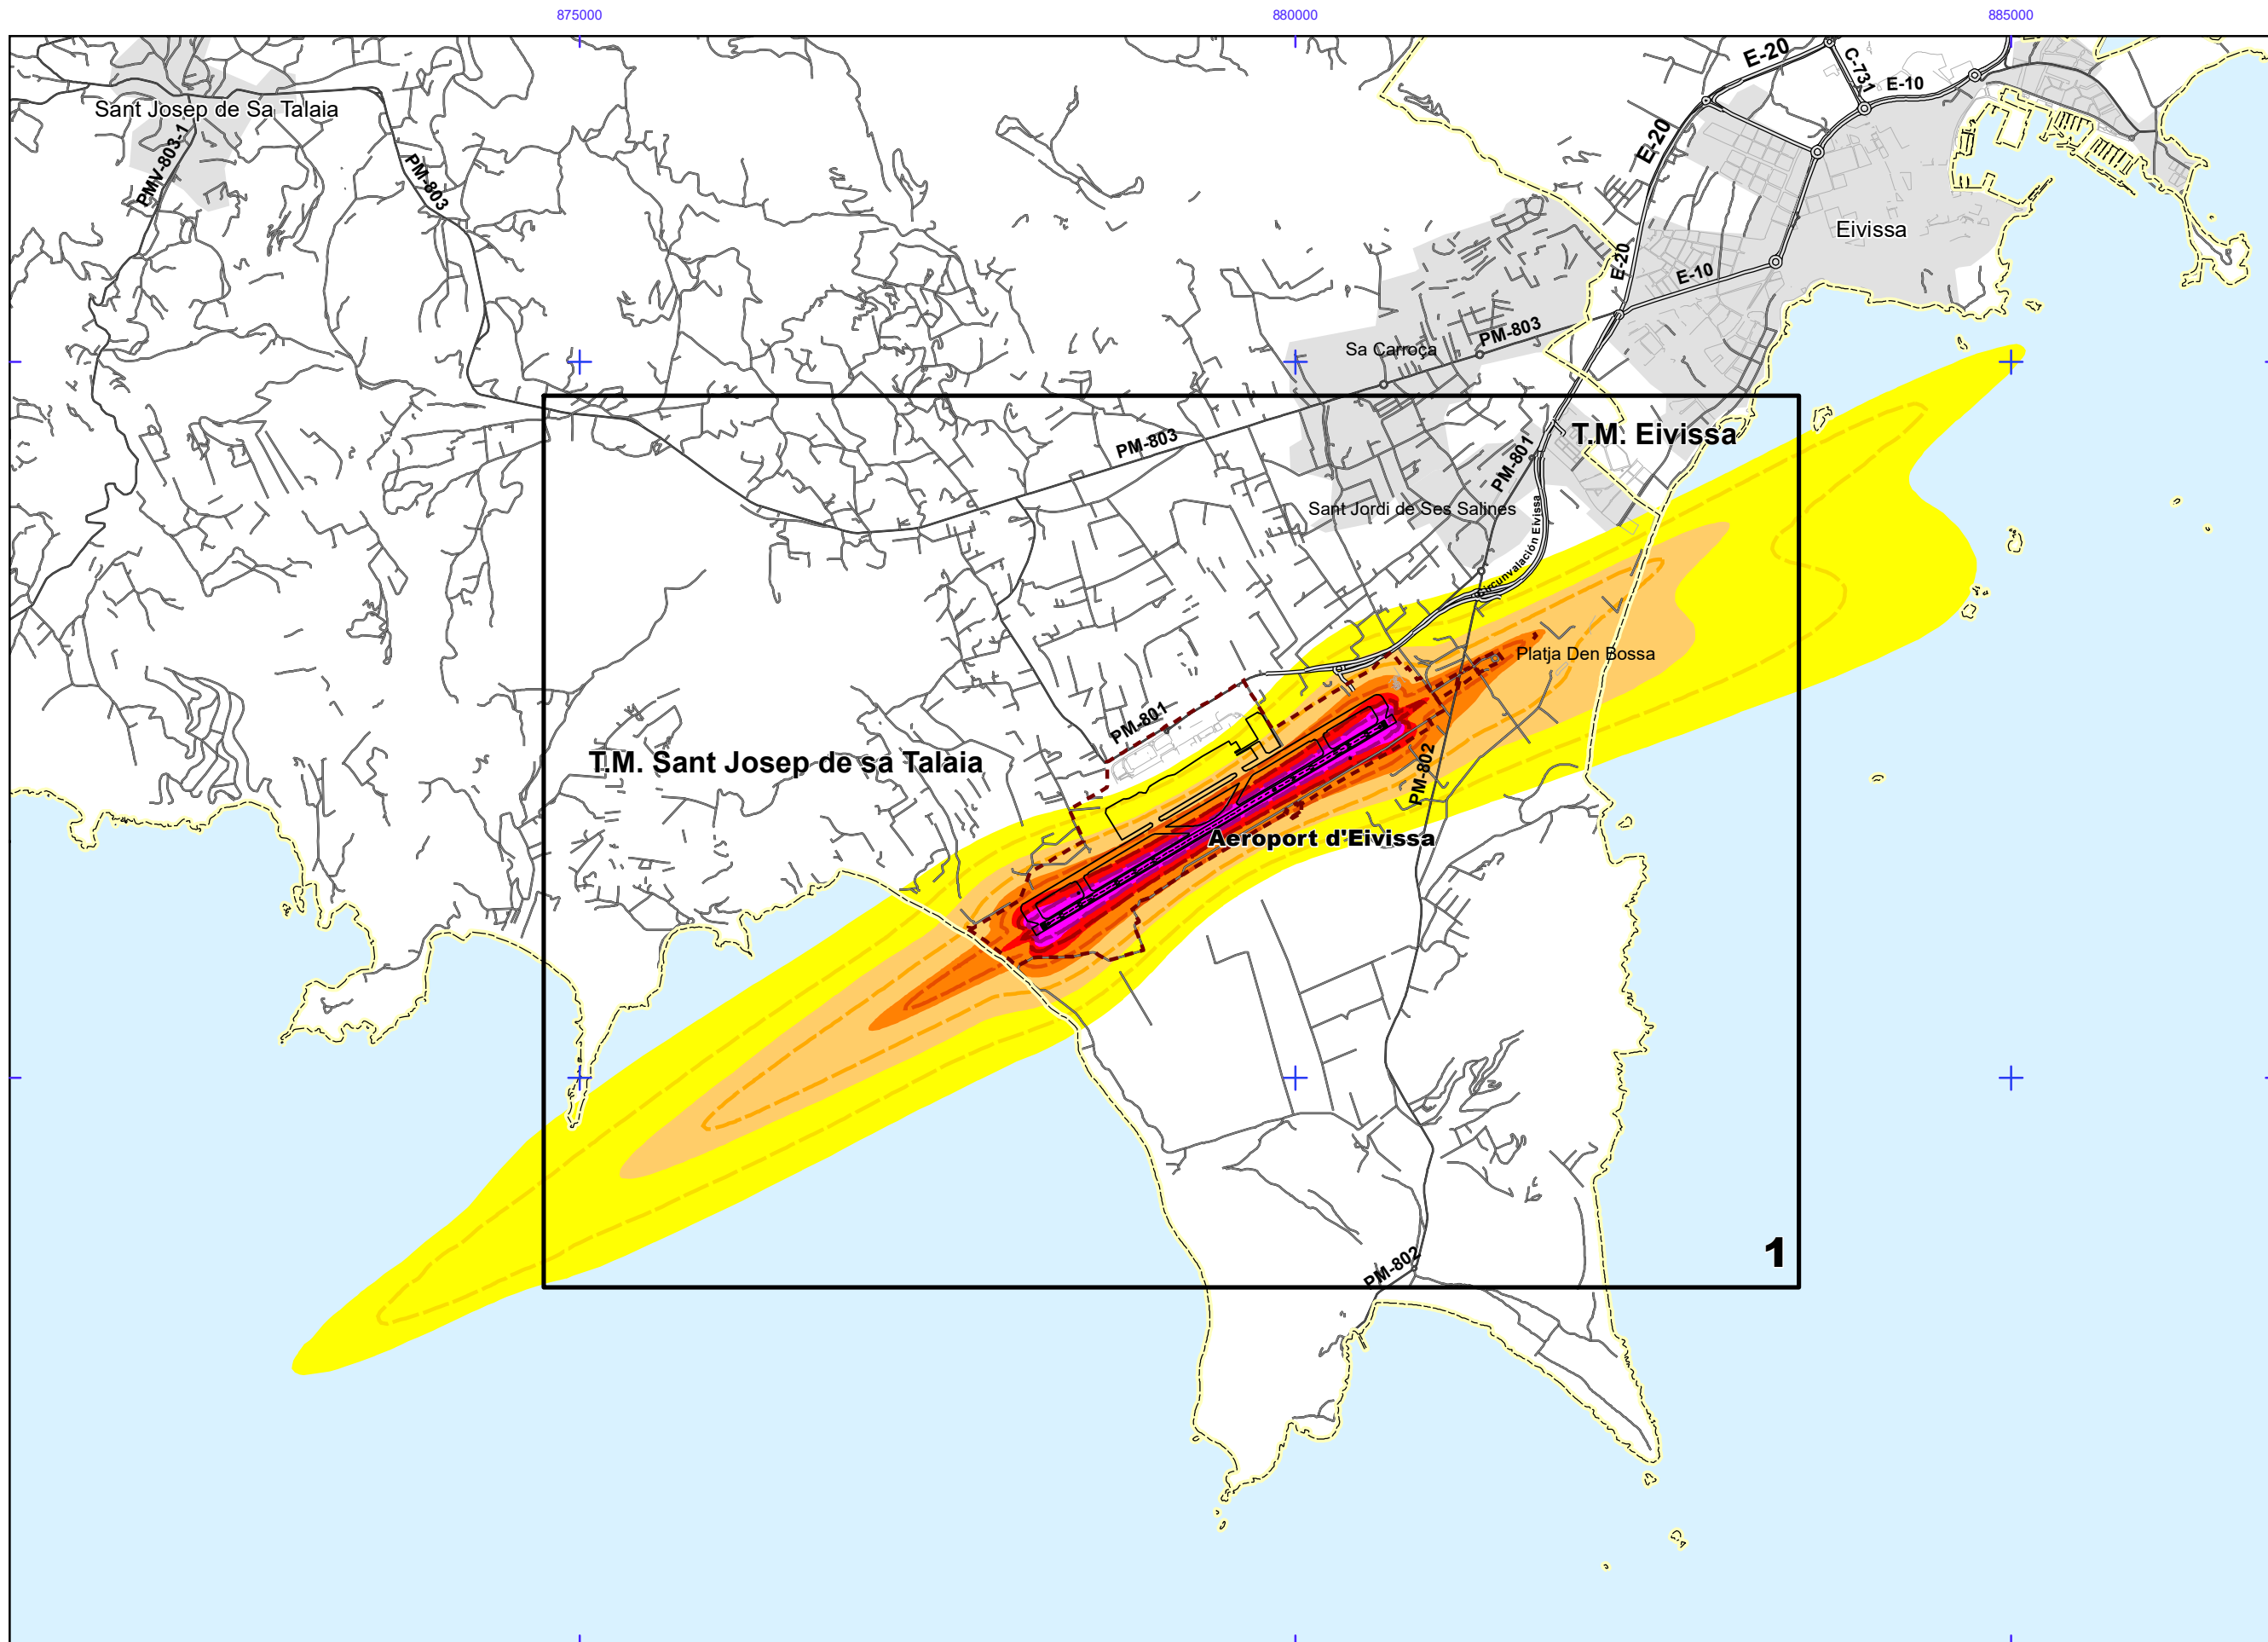 875000
880000
885000
E-20
C-731
E-10
Sant Josep de Sa Talaia
PMV-803-1
PM-803
E-20
Eivissa
E-20
E-10
PM-803
Sa Carroça
T.M. Eivissa
PM-803
PM-801
Sant Jordi de Ses Salines
Circunvalación Eivissa
Platja Den Bossa
PM-801
T.M. Sant Josep de sa Talaia
PM-802
Aeroport d'Eivissa
1
PM-802